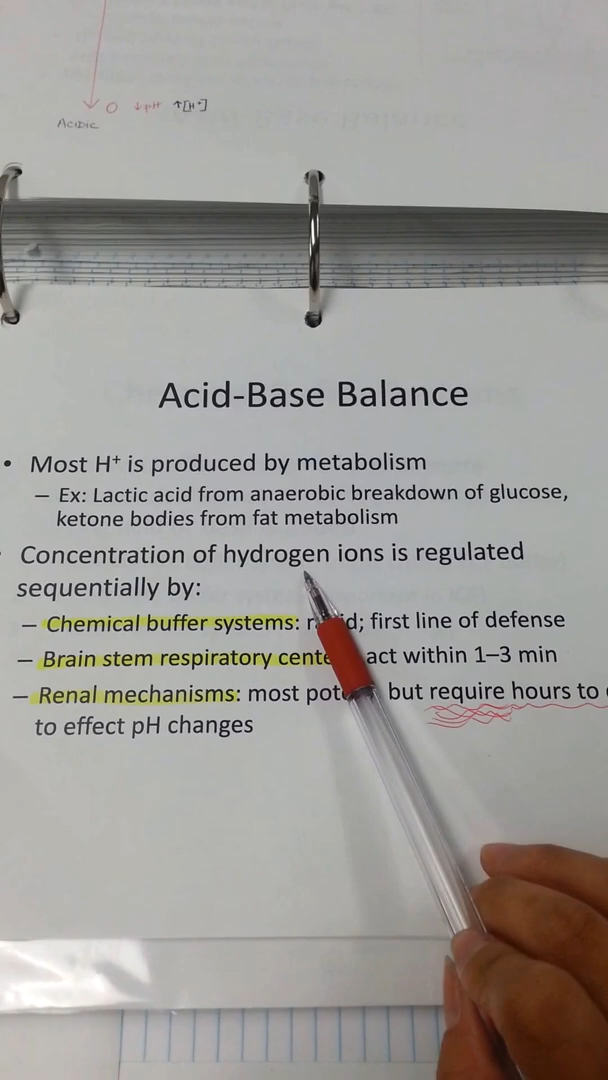 O ↓pH ↑[H⁺]
ACIDIC
Acid-Base Balance
• Most H⁺ is produced by metabolism
– Ex: Lactic acid from anaerobic breakdown of glucose,
ketone bodies from fat metabolism
Concentration of hydrogen ions is regulated
sequentially by:
– Chemical buffer systems: first line of defense
– Brain stem respiratory act within 1–3 min
– Renal mechanisms: most but require hours to
to effect pH changes